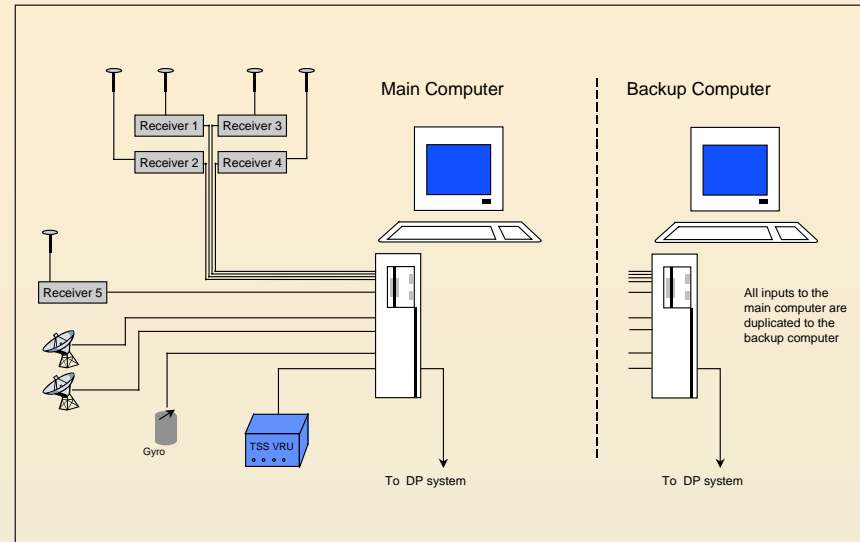 Main Computer
Backup Computer
Receiver 1
Receiver 3
Receiver 2
Receiver 4
Receiver 5
All inputs to the
main computer are
duplicated to the
backup computer
TSS VRU
Gyro
To DP system
To DP system